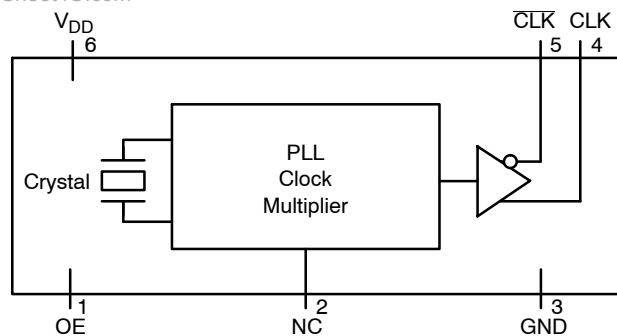 V_DD
6
CLK̅ CLK
5 4
Crystal
PLL
Clock
Multiplier
1 2 3
OE NC GND